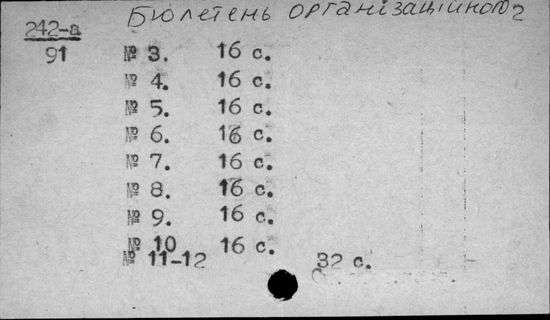 Бюлетень організаційного 2
242-а
91
№ 3. 16 с.
№ 4. 16 с.
№ 5. 16 с.
№ 6. 16 с.
№ 7. 16 с.
№ 8. 16 с.
№ 9. 16 с.
№ 10 16 с.
№ 11-12 32 с.